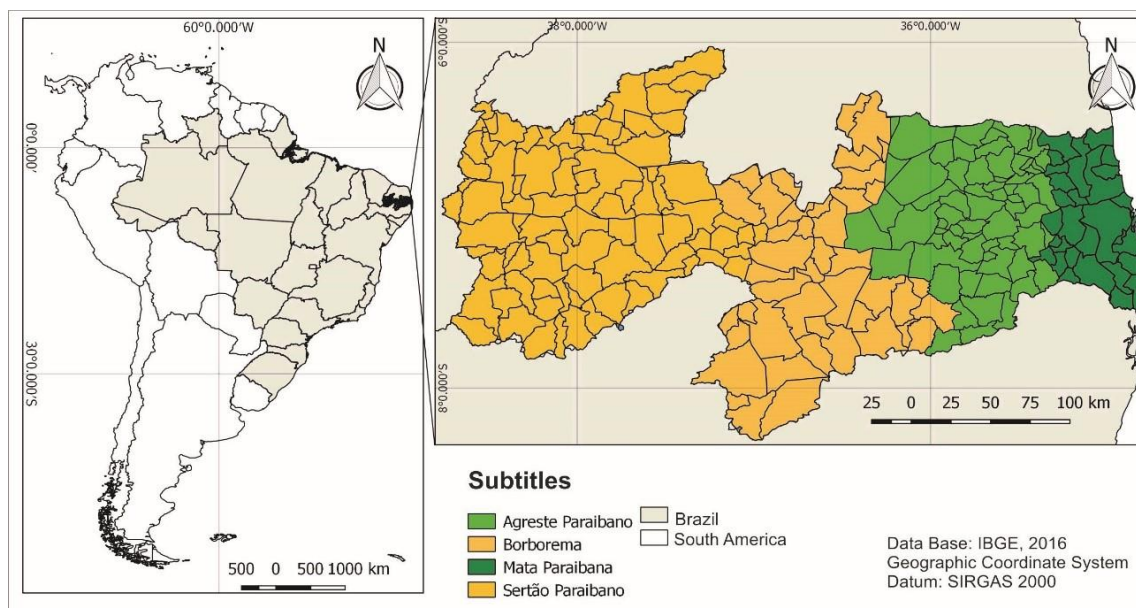 60°0.000'W
N
0°0.000'
30°0.000'S
500 0 500 1000 km
38°0.000'W
36°0.000'W
6°0.000'S
8°0.000'S
N
25 0 25 50 75 100 km
Subtitles
Agreste Paraibano
Borborema
Mata Paraibana
Sertão Paraibano
Brazil
South America
Data Base: IBGE, 2016
Geographic Coordinate System
Datum: SIRGAS 2000